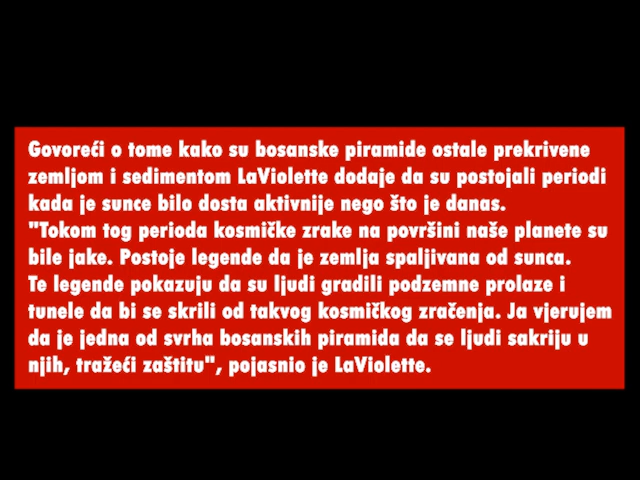 Govoreći o tome kako su bosanske piramide ostale prekrivene
zemljom i sedimentom LaViolette dodaje da su postojali periodi
kada je sunce bilo dosta aktivnije nego što je danas.
"Tokom tog perioda kosmičke zrake na površini naše planete su
bile jake. Postoje legende da je zemlja spaljivana od sunca.
Te legende pokazuju da su ljudi gradili podzemne prolaze i
tunele da bi se skrili od takvog kosmičkog zračenja. Ja vjerujem
da je jedna od svrha bosanskih piramida da se ljudi sakriju u
njih, tražeći zaštitu", pojasnio je LaViolette.